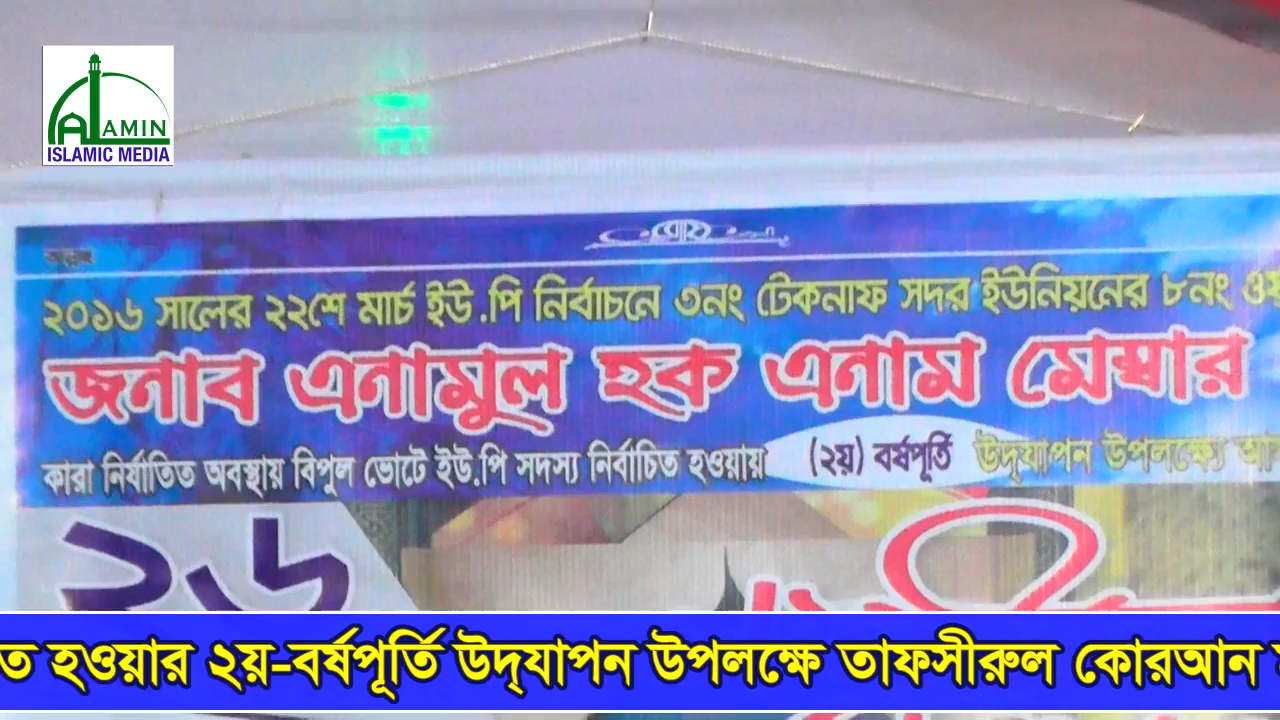 ALAMIN
ISLAMIC MEDIA
২০১৬ সালের ২২শে মার্চ ইউ.পি নির্বাচনে ৩নং টেকনাফ সদর ইউনিয়নের ৮নং
জনাব এনামুল হক এনাম মেম্বার
কারা নির্যাতিত অবস্থায় বিপুল ভোটে ইউ.পি সদস্য নির্বাচিত হওয়ায় (২য়) বর্ষপূর্তি উদ্‌যাপন উপলক্ষ্যে
২৬
ত হওয়ার ২য়-বর্ষপূর্তি উদ্‌যাপন উপলক্ষে তাফসীরুল কোরআন